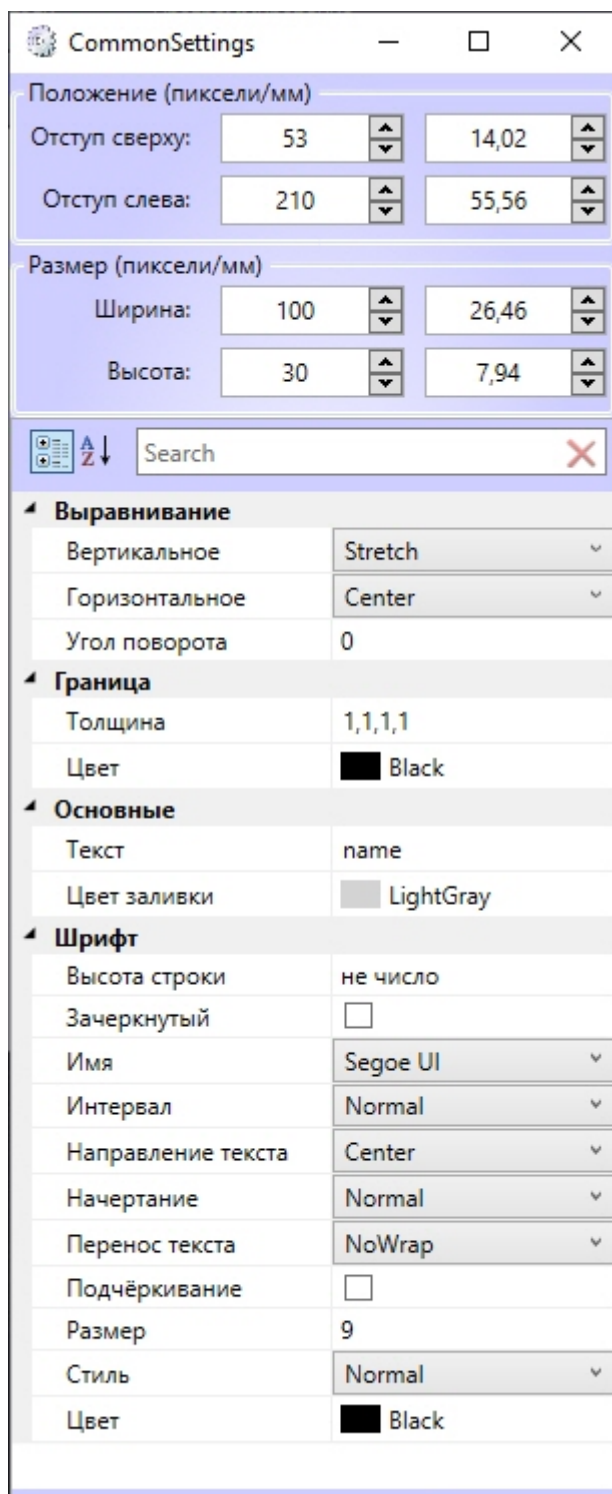 CommonSettings
Положение (пиксели/мм)
Отступ сверху: 53 14,02
Отступ слева: 210 55,56
Размер (пиксели/мм)
Ширина: 100 26,46
Высота: 30 7,94
A Z Search
Выравнивание
Вертикальное Stretch
Горизонтальное Center
Угол поворота 0
Граница
Толщина 1,1,1,1
Цвет Black
Основные
Текст name
Цвет заливки LightGray
Шрифт
Высота строки не число
Зачеркнутый
Имя Segoe UI
Интервал Normal
Направление текста Center
Начертание Normal
Перенос текста NoWrap
Подчёркивание
Размер 9
Стиль Normal
Цвет Black